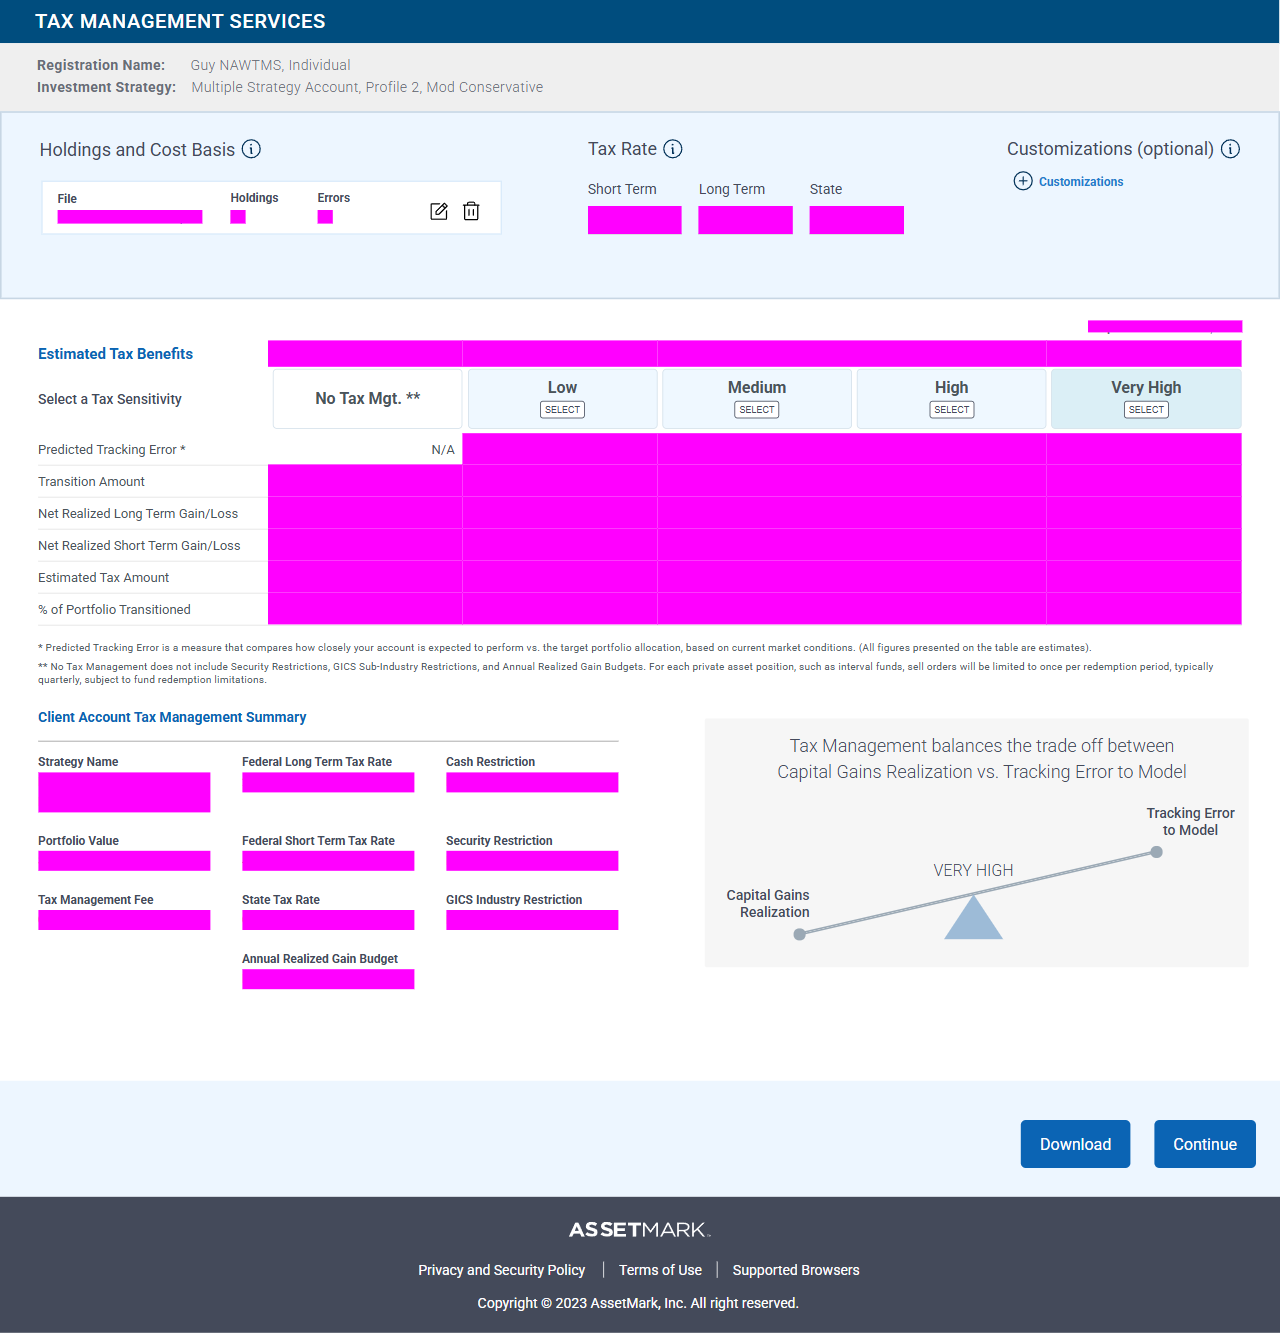 TAX MANAGEMENT SERVICES
Registration Name: Guy NAWTMS, Individual
Investment Strategy: Multiple Strategy Account, Profile 2, Mod Conservative
Holdings and Cost Basis
Tax Rate
Customizations (optional)
File Holdings Errors
Short Term Long Term State
Customizations
Estimated Tax Benefits
Select a Tax Sensitivity
No Tax Mgt. **
Low
SELECT
Medium
SELECT
High
SELECT
Very High
SELECT
Predicted Tracking Error * N/A
Transition Amount
Net Realized Long Term Gain/Loss
Net Realized Short Term Gain/Loss
Estimated Tax Amount
% of Portfolio Transitioned
* Predicted Tracking Error is a measure that compares how closely your account is expected to perform vs. the target portfolio allocation, based on current market conditions. (All figures presented on the table are estimates).
** No Tax Management does not include Security Restrictions, GICS Sub-Industry Restrictions, and Annual Realized Gain Budgets. For each private asset position, such as interval funds, sell orders will be limited to once per redemption period, typically
quarterly, subject to fund redemption limitations.
Client Account Tax Management Summary
Strategy Name Federal Long Term Tax Rate Cash Restriction
Portfolio Value Federal Short Term Tax Rate Security Restriction
Tax Management Fee State Tax Rate GICS Industry Restriction
Annual Realized Gain Budget
Tax Management balances the trade off between
Capital Gains Realization vs. Tracking Error to Model
Tracking Error
to Model
VERY HIGH
Capital Gains
Realization
Download
Continue
ASSETMARK
Privacy and Security Policy | Terms of Use | Supported Browsers
Copyright © 2023 AssetMark, Inc. All right reserved.